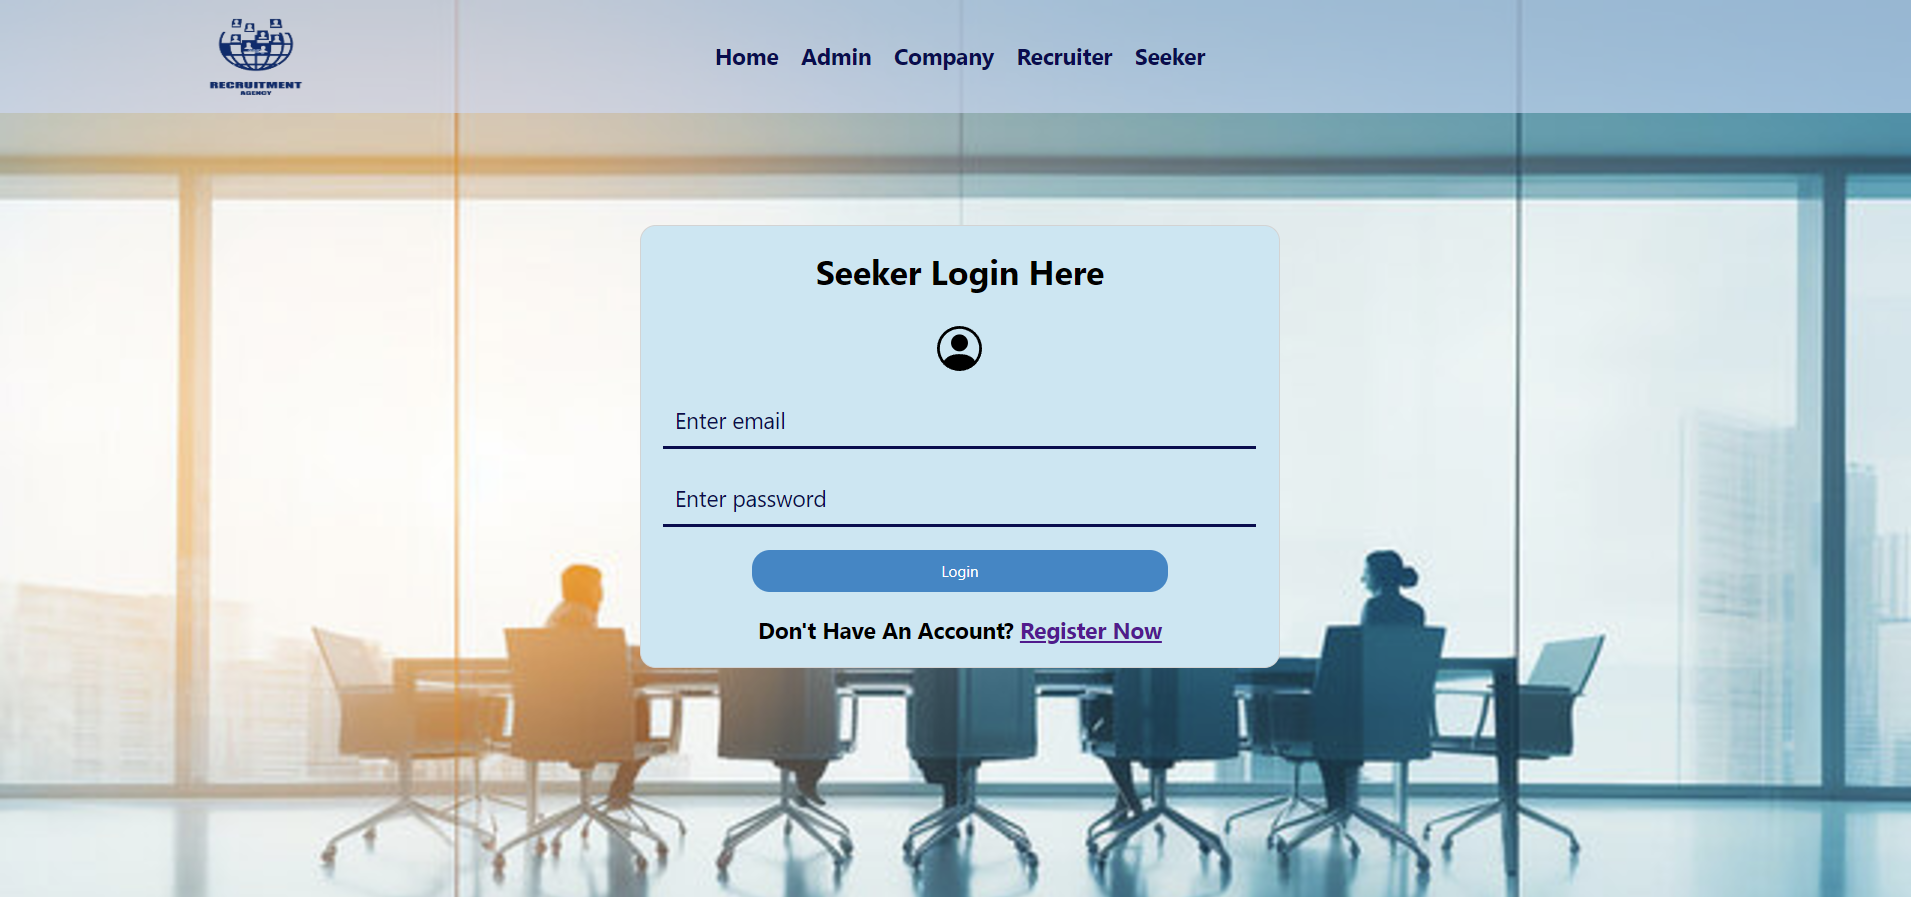 RECRUITMENT
AGENCY
Home Admin Company Recruiter Seeker
Seeker Login Here
Enter email
Enter password
Login
Don't Have An Account? Register Now